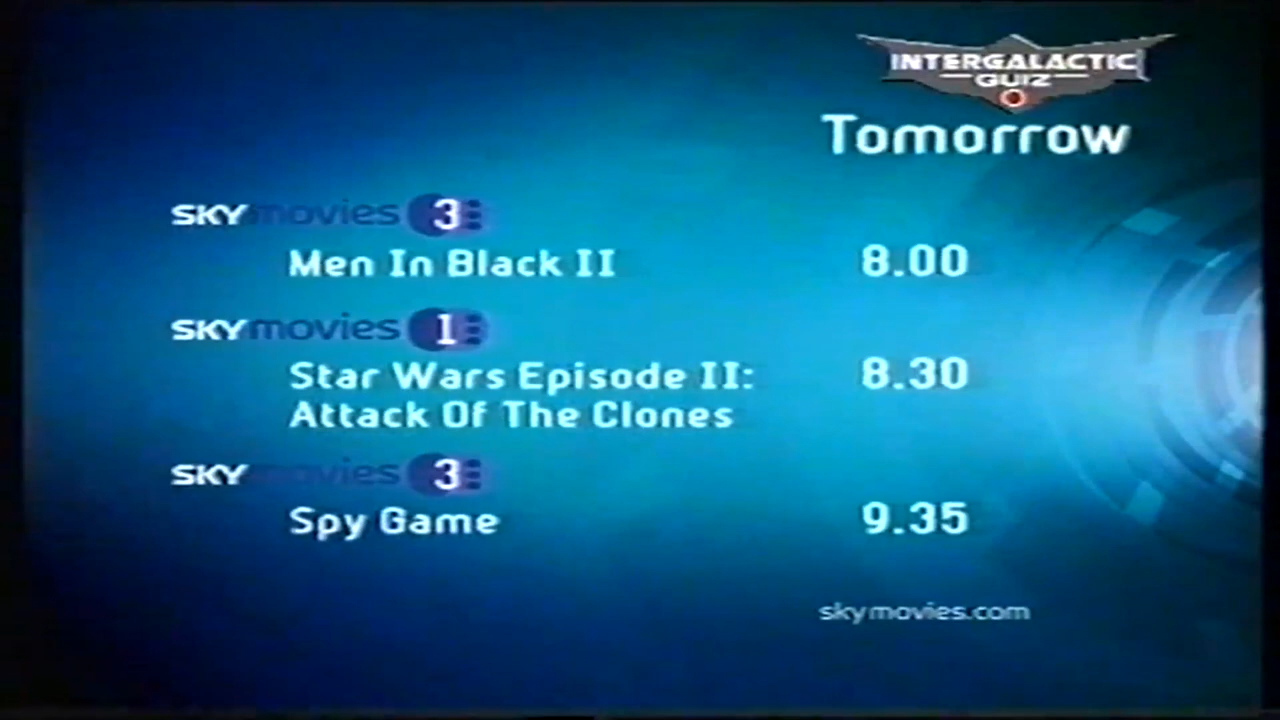 INTERGALACTIC
QUIZ
Tomorrow
SKY movies 3
Men In Black II 8.00
SKY movies 1
Star Wars Episode II: 8.30
Attack Of The Clones
SKY movies 3
Spy Game 9.35
skymovies.com